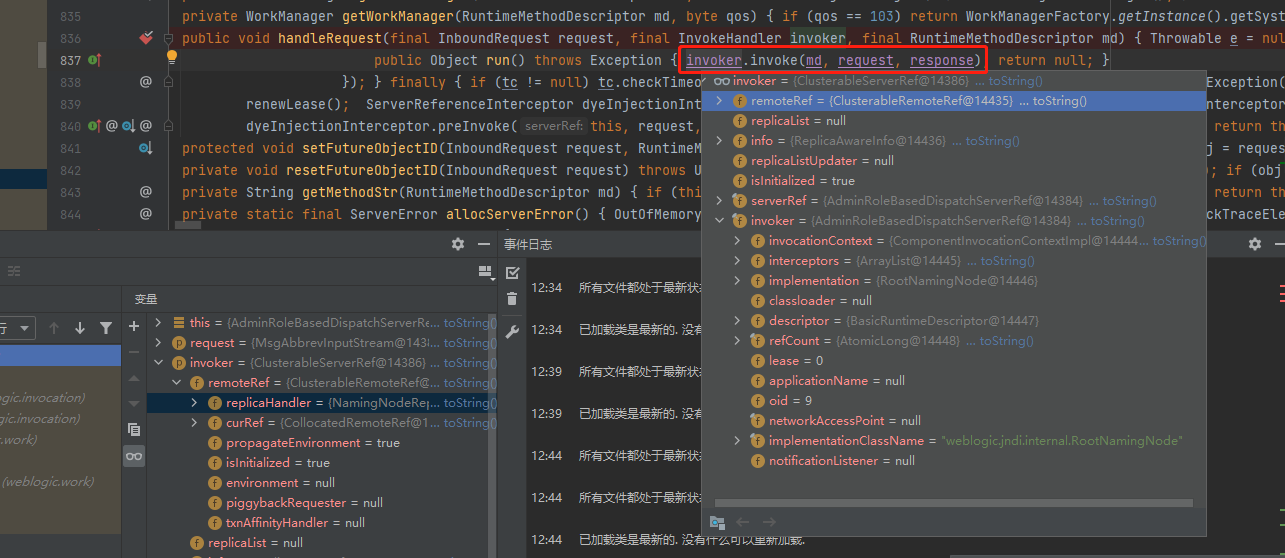 835 private WorkManager getWorkManager(RuntimeMethodDescriptor md, byte qos) { if (qos == 103) return WorkManagerFactory.getInstance().getSyst
836 public void handleRequest(final InboundRequest request, final InvokeHandler invoker, final RuntimeMethodDescriptor md) { Throwable e = nul
837 public Object run() throws Exception { invoker.invoke(md, request, response); return null; }
838 @ }); } finally { if (tc != null) tc.checkTimeo Exception(
839 renewLease(); ServerReferenceInterceptor dyeInjectionInt terceptor
840 @ @ dyeInjectionInterceptor.preInvoke( serverRef: this, request, return th
841 protected void setFutureObjectID(InboundRequest request, RuntimeM j = reques
842 private void resetFutureObjectID(InboundRequest request) throws U ); if (obj
843 @ private String getMethodStr(RuntimeMethodDescriptor md) { if (thi return th
844 @ private static final ServerError allocServerError() { OutOfMemory ckTraceEle
invoker = {ClusterableServerRef@14386} ... toString()
remoteRef = {ClusterableRemoteRef@14435} ... toString()
replicaList = null
info = {ReplicaAwareInfo@14436} ... toString()
replicaListUpdater = null
isInitialized = true
serverRef = {AdminRoleBasedDispatchServerRef@14384} ... toString()
invoker = {AdminRoleBasedDispatchServerRef@14384} ... toString()
invocationContext = {ComponentInvocationContextImpl@14444... toString()
interceptors = {ArrayList@14445} ... toString()
implementation = {RootNamingNode@14446}
classloader = null
descriptor = {BasicRuntimeDescriptor@14447}
refCount = {AtomicLong@14448} ... toString()
lease = 0
applicationName = null
oid = 9
networkAccessPoint = null
implementationClassName = "weblogic.jndi.internal.RootNamingNode"
notificationListener = null
行
logic.invocation)
gic.invocation)
c.work)
(weblogic.work)
变量
this = {AdminRoleBasedDispatchServerRe... toString()
request = {MsgAbbrevInputStream@1438... toString()
invoker = {ClusterableServerRef@14386} ... toString()
remoteRef = {ClusterableRemoteRef@... toString()
replicaHandler = {NamingNodeRep... toString()
curRef = {CollocatedRemoteRef@1... toString()
propagateEnvironment = true
isInitialized = true
environment = null
piggybackRequester = null
txnAffinityHandler = null
replicaList = null
事件日志
12:34 所有文件都处于最新状
12:34 已加载类是最新的. 没有
12:39 所有文件都处于最新状
12:39 已加载类是最新的. 没有
12:44 所有文件都处于最新状
12:44 所有文件都处于最新状
12:44 已加载类是最新的. 没有什么可以重新加载.